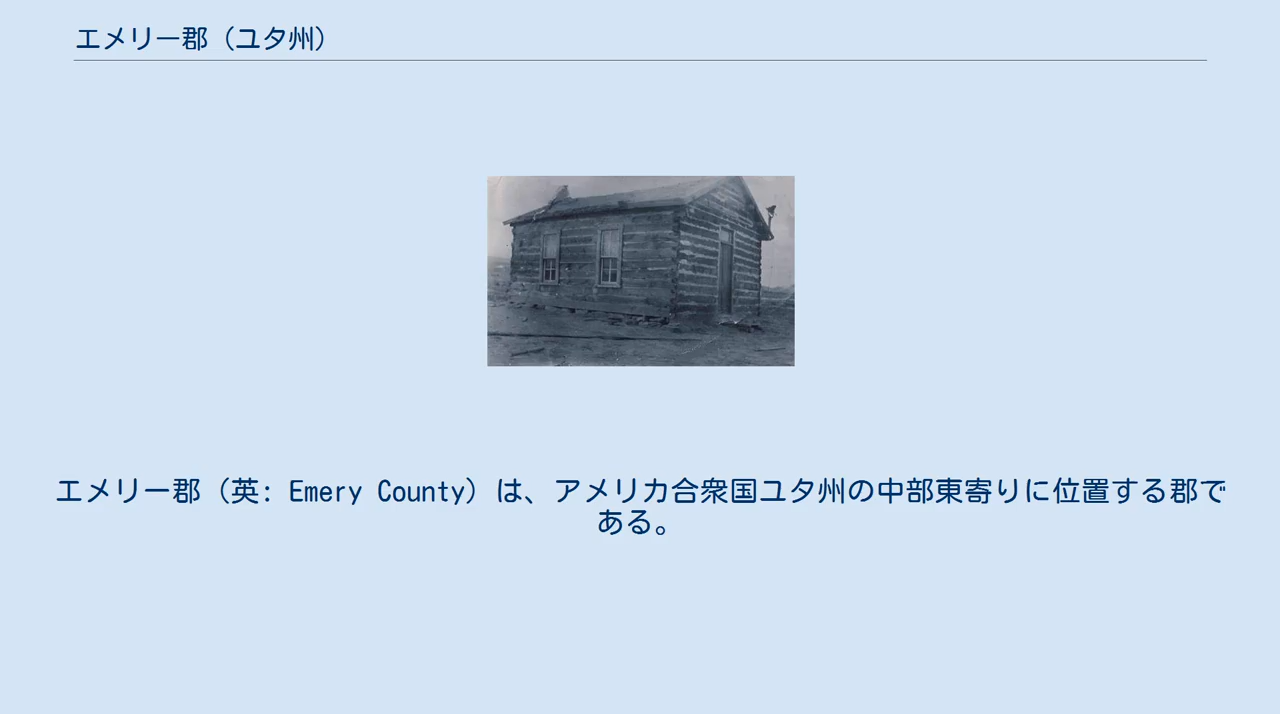 エメリー郡（ユタ州）
エメリー郡（英: Emery County）は、アメリカ合衆国ユタ州の中部東寄りに位置する郡で
ある。